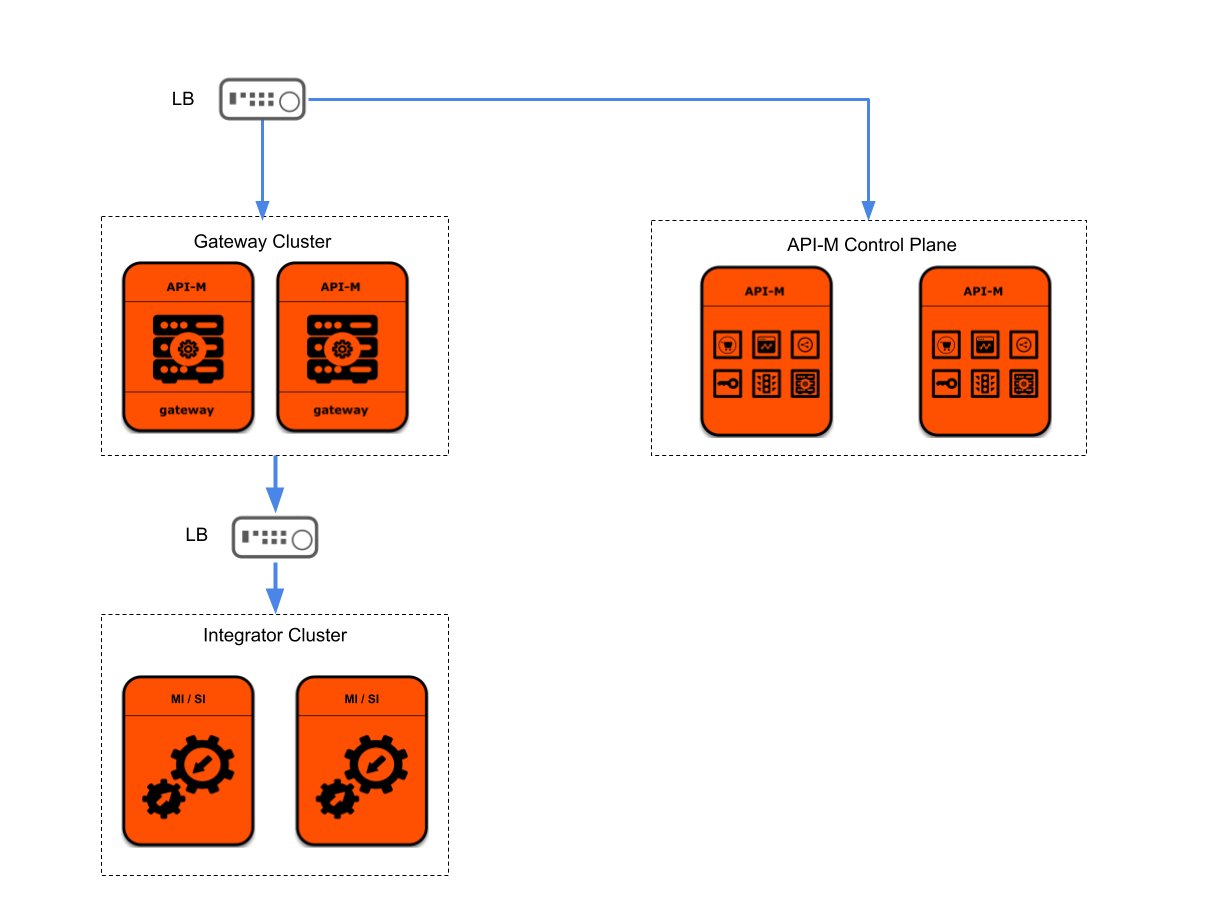 LB
Gateway Cluster
API-M
API-M
gateway
gateway
API-M Control Plane
API-M
API-M
LB
Integrator Cluster
MI / SI
MI / SI